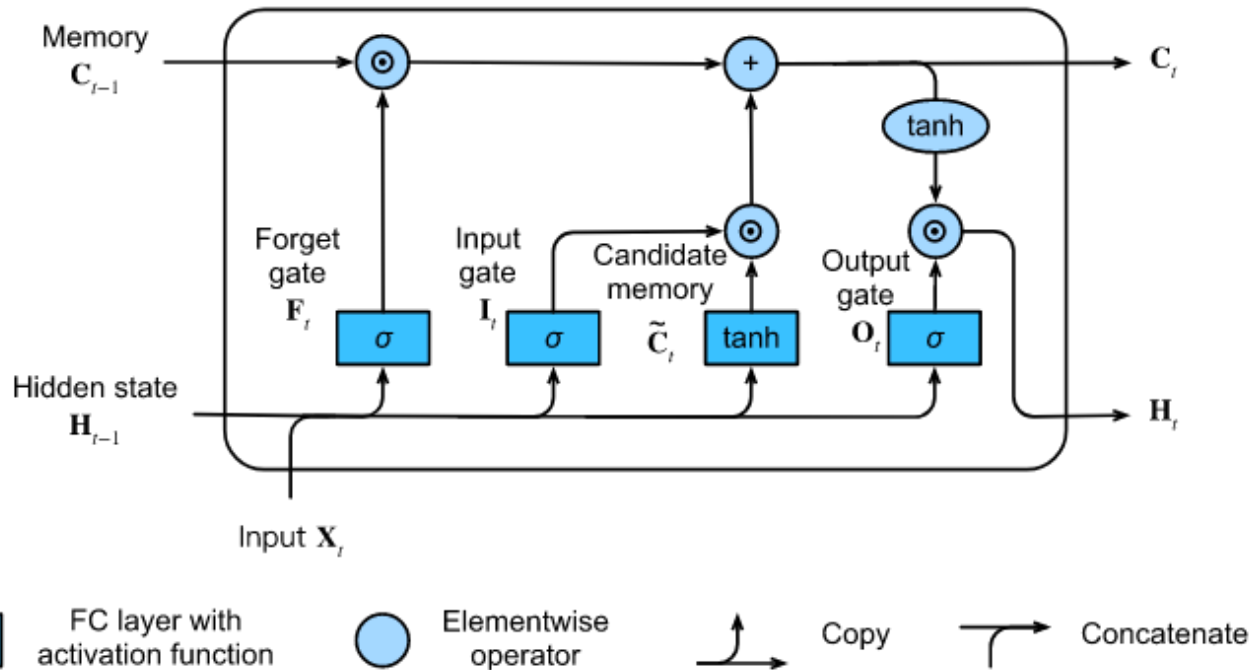 Memory
C_{t-1}
⊙
+
C_t
tanh
Forget
gate
F_t
Input
gate
I_t
Candidate
memory
C̃_t
⊙
Output
gate
O_t
⊙
σ
σ
tanh
σ
Hidden state
H_{t-1}
H_t
Input X_t
FC layer with
activation function
Elementwise
operator
Copy
Concatenate